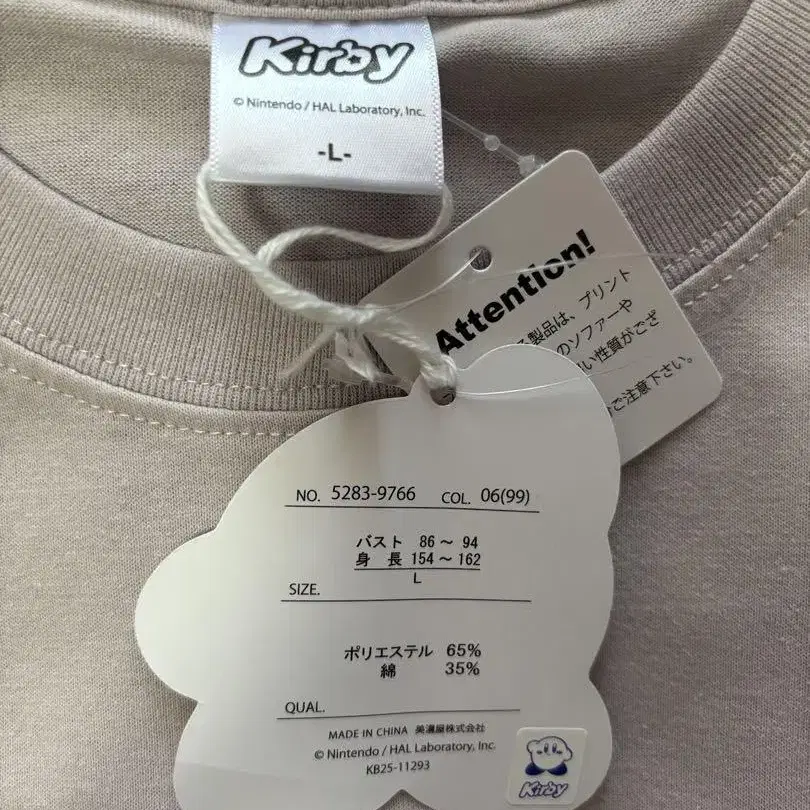 Kirby
© Nintendo / HAL Laboratory, Inc.
-L-
Attention!
製品は、プリント
のソファーや
い性質がござ
ご注意下さい。
NO. 5283-9766 COL. 06(99)
バスト 86 ～ 94
身 長 154 ～ 162
L
SIZE.
ポリエステル 65%
綿 35%
QUAL.
MADE IN CHINA 美濃屋株式会社
© Nintendo / HAL Laboratory, Inc.
KB25-11293
Kirby